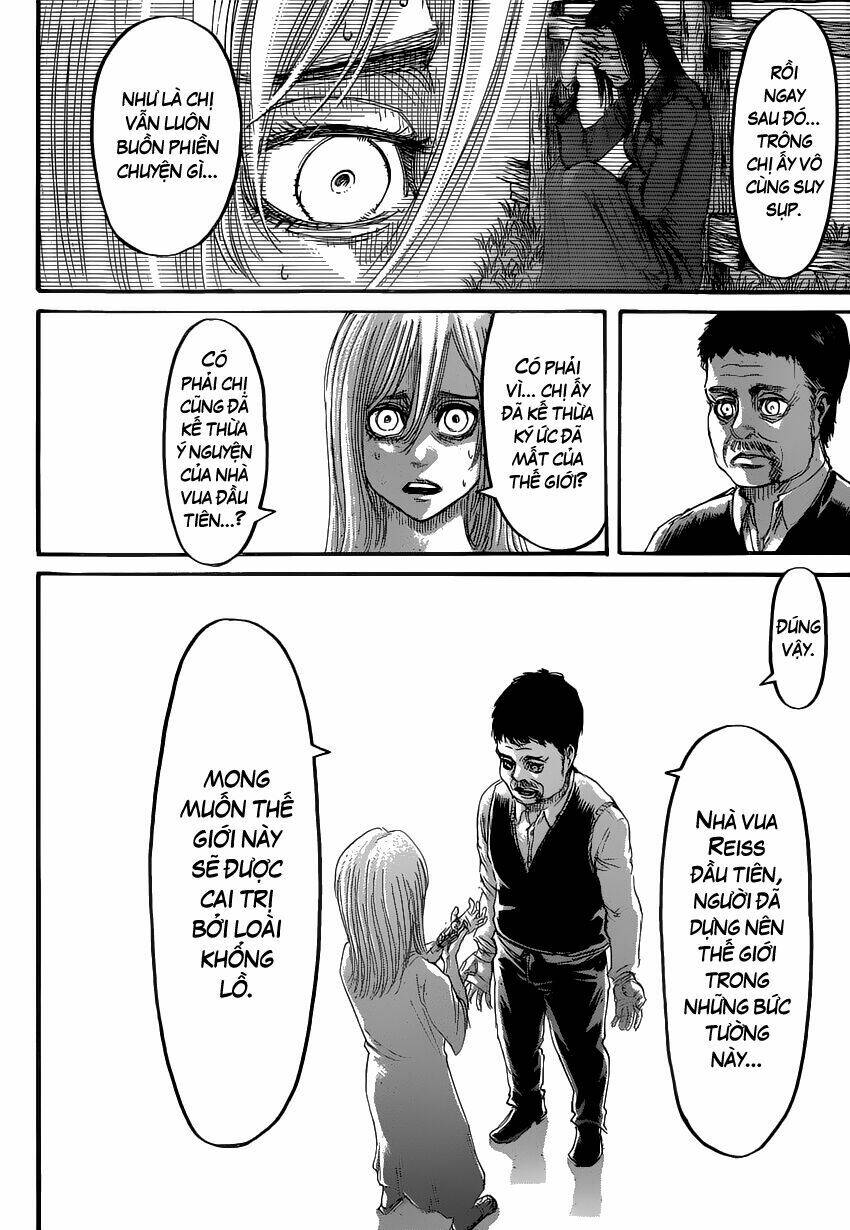 RỒI
NGAY
SAU ĐÓ...
TRÔNG
CHỊ ẤY VÔ
CÙNG SUY
SỤP.
NHƯ LÀ CHỊ
VẪN LUÔN
BUỒN PHIỀN
CHUYỆN GÌ...
CÓ PHẢI
VÌ... CHỊ ẤY
ĐÃ KẾ THỪA
KÝ ỨC ĐÃ
MẤT CỦA
THẾ GIỚI?
CÓ
PHẢI CHỊ
CŨNG ĐÃ
KẾ THỪA
Ý NGUYỆN
CỦA NHÀ
VUA ĐẦU
TIÊN...?
ĐÚNG
VẬY.
NHÀ VUA
REISS
ĐẦU TIÊN,
NGƯỜI ĐÃ
DỰNG NÊN
THẾ GIỚI
TRONG
NHỮNG BỨC
TƯỜNG
NÀY...
MONG
MUỐN THẾ
GIỚI NÀY
SẼ ĐƯỢC
CAI TRỊ
BỞI LOÀI
KHỔNG
LỒ.